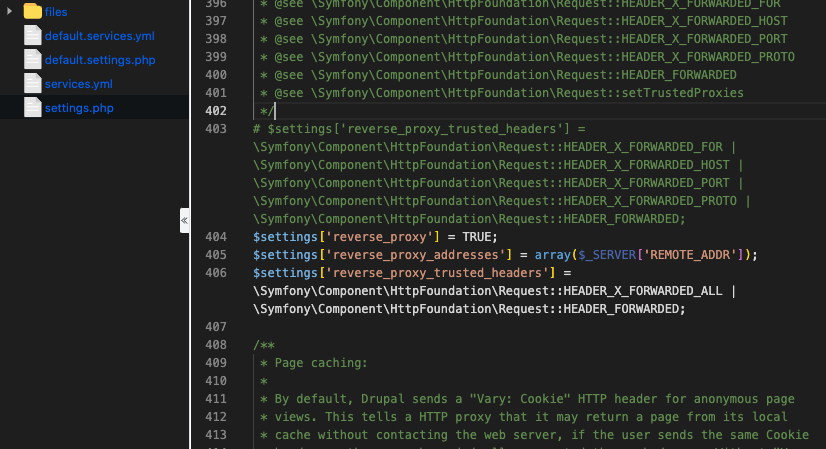 files
default.services.yml
default.settings.php
services.yml
settings.php
396 * @see \Symfony\Component\HttpFoundation\Request::HEADER_X_FORWARDED_FOR
397 * @see \Symfony\Component\HttpFoundation\Request::HEADER_X_FORWARDED_HOST
398 * @see \Symfony\Component\HttpFoundation\Request::HEADER_X_FORWARDED_PORT
399 * @see \Symfony\Component\HttpFoundation\Request::HEADER_X_FORWARDED_PROTO
400 * @see \Symfony\Component\HttpFoundation\Request::HEADER_FORWARDED
401 * @see \Symfony\Component\HttpFoundation\Request::setTrustedProxies
402 */
403 # $settings['reverse_proxy_trusted_headers'] =
\Symfony\Component\HttpFoundation\Request::HEADER_X_FORWARDED_FOR |
\Symfony\Component\HttpFoundation\Request::HEADER_X_FORWARDED_HOST |
\Symfony\Component\HttpFoundation\Request::HEADER_X_FORWARDED_PORT |
\Symfony\Component\HttpFoundation\Request::HEADER_X_FORWARDED_PROTO |
\Symfony\Component\HttpFoundation\Request::HEADER_FORWARDED;
404 $settings['reverse_proxy'] = TRUE;
405 $settings['reverse_proxy_addresses'] = array($_SERVER['REMOTE_ADDR']);
406 $settings['reverse_proxy_trusted_headers'] =
\Symfony\Component\HttpFoundation\Request::HEADER_X_FORWARDED_ALL |
\Symfony\Component\HttpFoundation\Request::HEADER_FORWARDED;
407
408 /**
409 * Page caching:
410 *
411 * By default, Drupal sends a "Vary: Cookie" HTTP header for anonymous page
412 * views. This tells a HTTP proxy that it may return a page from its local
413 * cache without contacting the web server, if the user sends the same Cookie